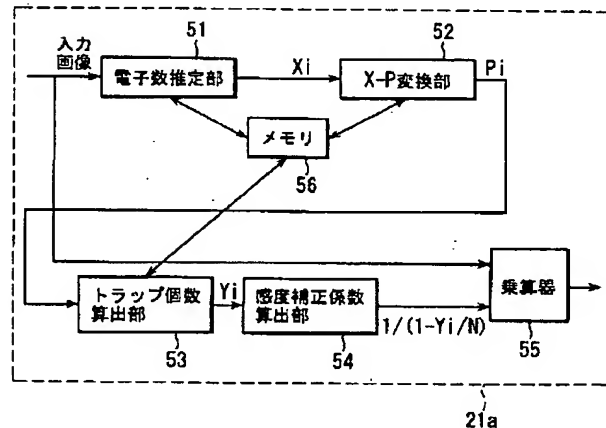 51
52
入力
画像
電子数推定部
Xi
X-P変換部
Pi
メモリ
56
トラップ個数
算出部
Yi
感度補正係数
算出部
1/(1-Yi/N)
乗算器
53
54
55
21a